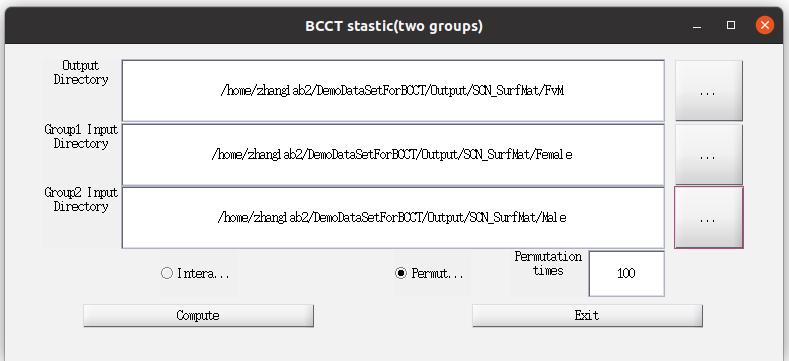 BCCT stastic(two groups)
Output
Directory
/home/zhanglab2/DemoDataSetForBCCT/Output/SCN_SurfMat/FvM
...
Group1 Input
Directory
/home/zhanglab2/DemoDataSetForBCCT/Output/SCN_SurfMat/Female
...
Group2 Input
Directory
/home/zhanglab2/DemoDataSetForBCCT/Output/SCN_SurfMat/Male
...
Intera...
Permut...
Permutation
times
100
Compute
Exit